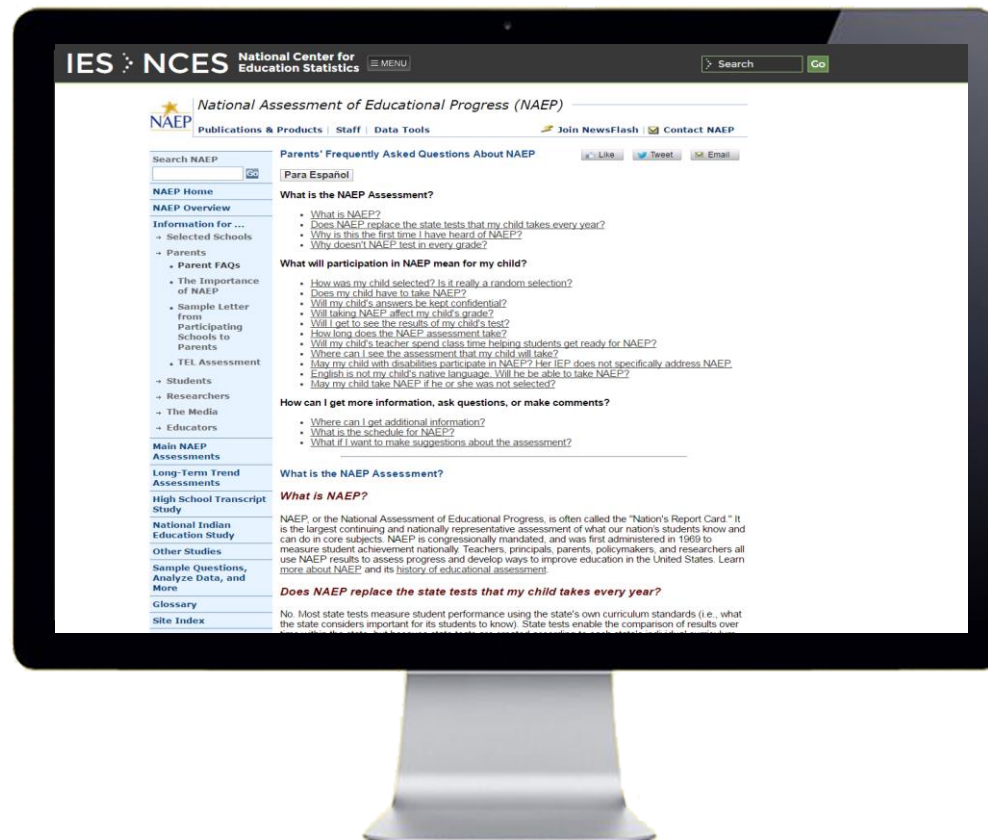 IES NCES National Center for Education Statistics MENU Search Go
National Assessment of Educational Progress (NAEP)
NAEP
Publications & Products | Staff | Data Tools Join NewsFlash | Contact NAEP
Search NAEP
Go
NAEP Home
NAEP Overview
Information for ...
Selected Schools
Parents
Parent FAQs
The Importance
of NAEP
Sample Letter
from
Participating
Schools to
Parents
TEL Assessment
Students
Researchers
The Media
Educators
Main NAEP
Assessments
Long-Term Trend
Assessments
High School Transcript
Study
National Indian
Education Study
Other Studies
Sample Questions,
Analyze Data, and
More
Glossary
Site Index
Parents' Frequently Asked Questions About NAEP Like Tweet Email
Para Español
What is the NAEP Assessment?
What is NAEP?
Does NAEP replace the state tests that my child takes every year?
Why is this the first time I have heard of NAEP?
Why doesn't NAEP test in every grade?
What will participation in NAEP mean for my child?
How was my child selected? Is it really a random selection?
Does my child have to take NAEP?
Will my child's answers be kept confidential?
Will taking NAEP affect my child's grade?
Will I get to see the results of my child's test?
How long does the NAEP assessment take?
Will my child's teacher spend class time helping students get ready for NAEP?
Where can I see the assessment that my child will take?
May my child with disabilities participate in NAEP? Her IEP does not specifically address NAEP.
English is not my child's native language. Will he be able to take NAEP?
May my child take NAEP if he or she was not selected?
How can I get more information, ask questions, or make comments?
Where can I get additional information?
What is the schedule for NAEP?
What if I want to make suggestions about the assessment?
What is the NAEP Assessment?
What is NAEP?
NAEP, or the National Assessment of Educational Progress, is often called the "Nation's Report Card." It
is the largest continuing and nationally representative assessment of what our nation's students know and
can do in core subjects. NAEP is congressionally mandated, and was first administered in 1969 to
measure student achievement nationally. Teachers, principals, parents, policymakers, and researchers all
use NAEP results to assess progress and develop ways to improve education in the United States. Learn
more about NAEP and its history of educational assessment.
Does NAEP replace the state tests that my child takes every year?
No. Most state tests measure student performance using the state's own curriculum standards (i.e., what
the state considers important for its students to know). State tests enable the comparison of results over